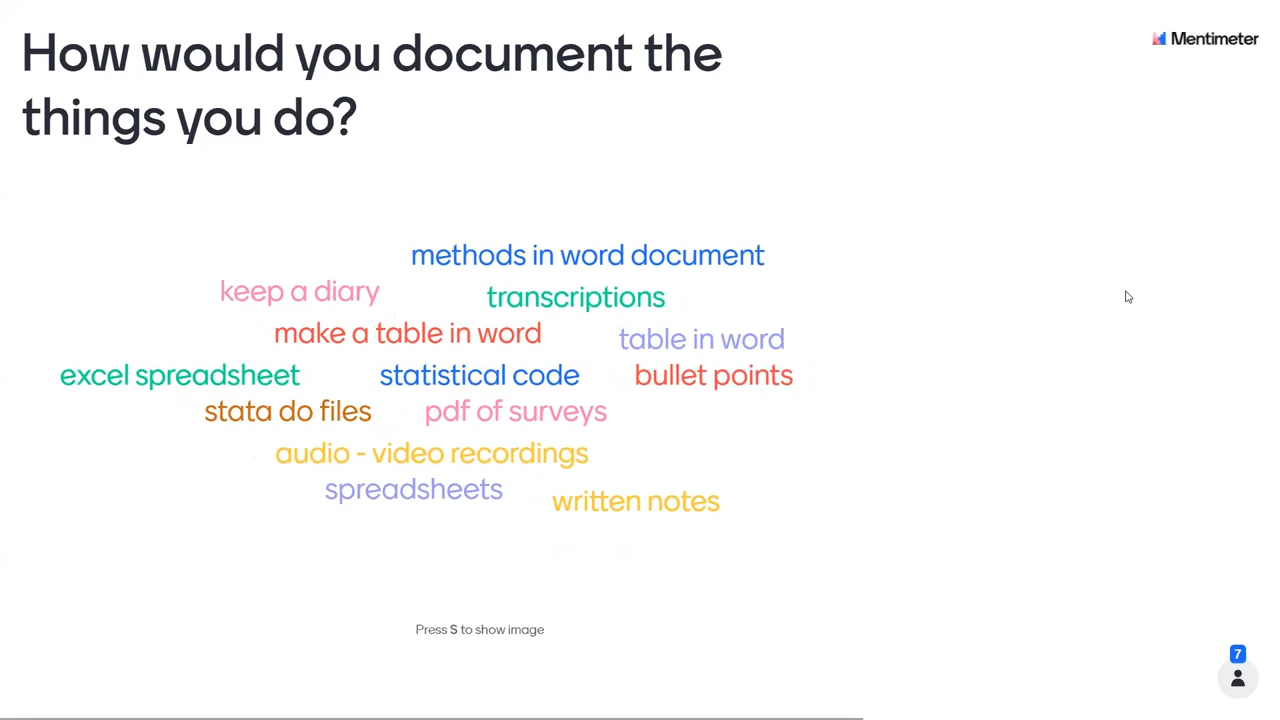 How would you document the
things you do?
Mentimeter
methods in word document
keep a diary
transcriptions
make a table in word
table in word
excel spreadsheet
statistical code
bullet points
stata do files
pdf of surveys
audio - video recordings
spreadsheets
written notes
Press S to show image
7